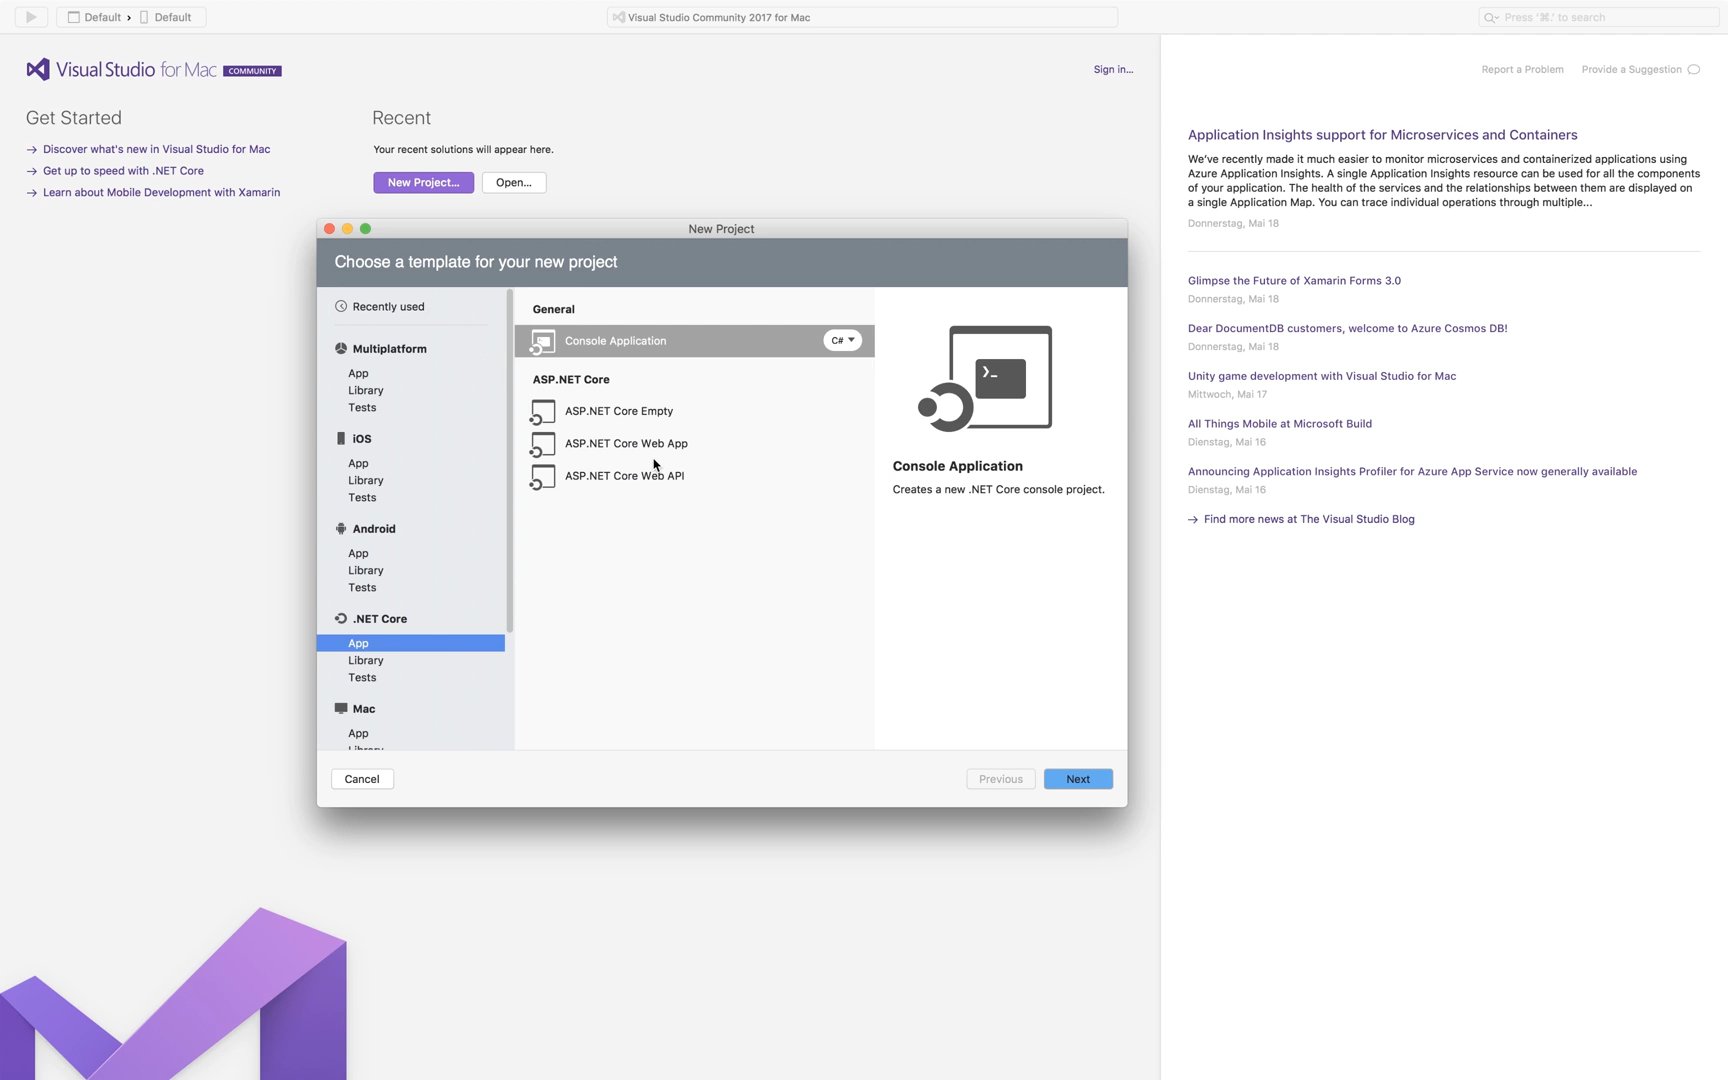 Default › Default
Visual Studio Community 2017 for Mac
Press '⌘.' to search
Visual Studio for Mac COMMUNITY
Sign in...
Get Started
Discover what's new in Visual Studio for Mac
Get up to speed with .NET Core
Learn about Mobile Development with Xamarin
Recent
Your recent solutions will appear here.
New Project...
Open...
New Project
Choose a template for your new project
Recently used
Multiplatform
App
Library
Tests
iOS
App
Library
Tests
Android
App
Library
Tests
.NET Core
App
Library
Tests
Mac
App
Library
General
Console Application
C#
ASP.NET Core
ASP.NET Core Empty
ASP.NET Core Web App
ASP.NET Core Web API
Console Application
Creates a new .NET Core console project.
Cancel
Previous
Next
Report a Problem
Provide a Suggestion
Application Insights support for Microservices and Containers
We've recently made it much easier to monitor microservices and containerized applications using
Azure Application Insights. A single Application Insights resource can be used for all the components
of your application. The health of the services and the relationships between them are displayed on
a single Application Map. You can trace individual operations through multiple...
Donnerstag, Mai 18
Glimpse the Future of Xamarin Forms 3.0
Donnerstag, Mai 18
Dear DocumentDB customers, welcome to Azure Cosmos DB!
Donnerstag, Mai 18
Unity game development with Visual Studio for Mac
Mittwoch, Mai 17
All Things Mobile at Microsoft Build
Dienstag, Mai 16
Announcing Application Insights Profiler for Azure App Service now generally available
Dienstag, Mai 16
Find more news at The Visual Studio Blog